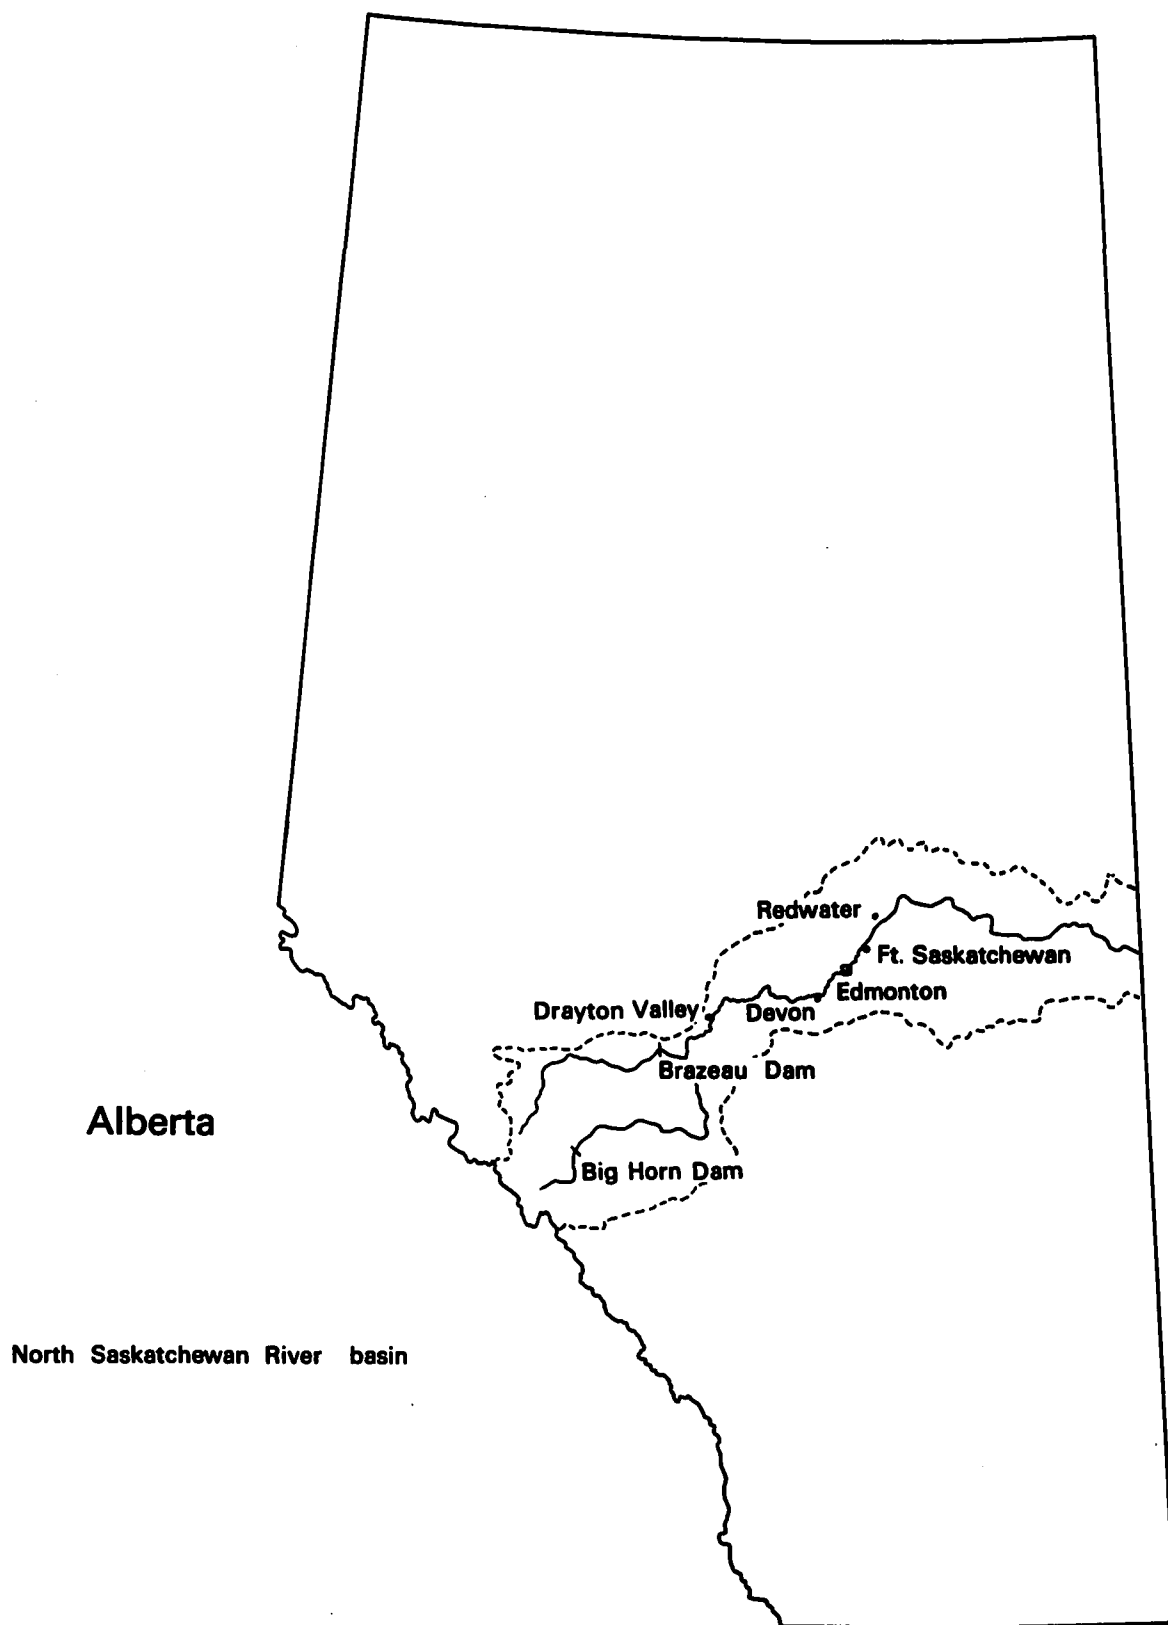 Redwater
Ft. Saskatchewan
Edmonton
Drayton Valley
Devon
Brazeau Dam
Alberta
Big Horn Dam
North Saskatchewan River basin